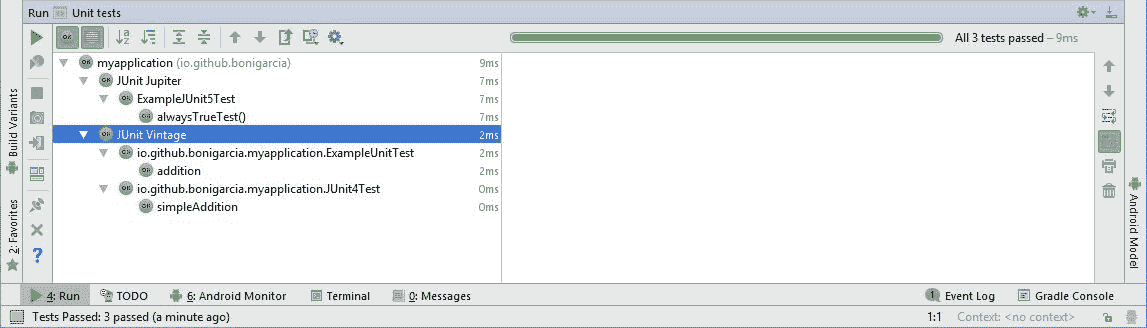 Run Unit tests
All 3 tests passed – 9ms
myapplication (io.github.bonigarcia) 9ms
JUnit Jupiter 7ms
ExampleJUnit5Test 7ms
alwaysTrueTest() 7ms
JUnit Vintage 2ms
io.github.bonigarcia.myapplication.ExampleUnitTest 2ms
addition 2ms
io.github.bonigarcia.myapplication.JUnit4Test 0ms
simpleAddition 0ms
Build Variants
2: Favorites
Android Model
4: Run TODO 6: Android Monitor Terminal 0: Messages 1 Event Log Gradle Console
Tests Passed: 3 passed (a minute ago) 1:1 Context: <no context>